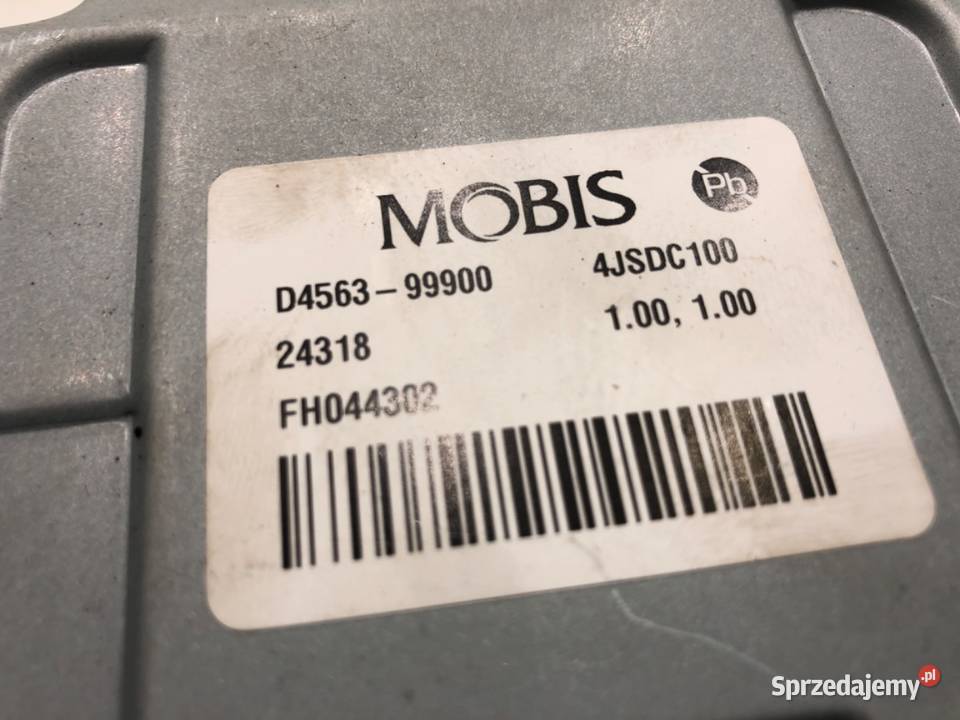 MOBIS
Pb
D4563-99900 4JSDC100
24318 1.00, 1.00
FH044302
Sprzedajemy.pl